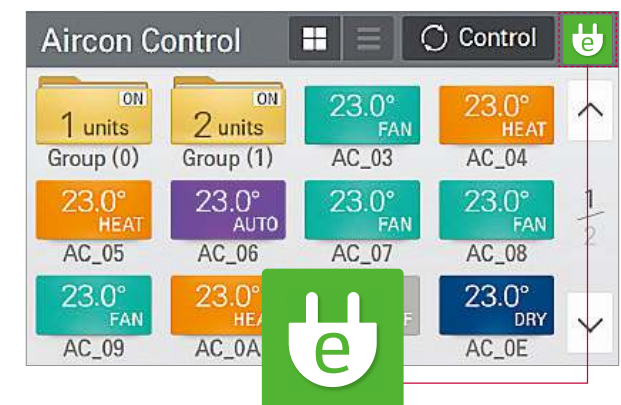 Aircon Control
Control
e
ON
1 units
Group (0)
ON
2 units
Group (1)
23.0°
FAN
AC_03
23.0°
HEAT
AC_04
23.0°
HEAT
AC_05
23.0°
AUTO
AC_06
23.0°
FAN
AC_07
23.0°
FAN
AC_08
1
2
23.0°
FAN
AC_09
23.0°
AC_0A
e
23.0°
DRY
AC_0E